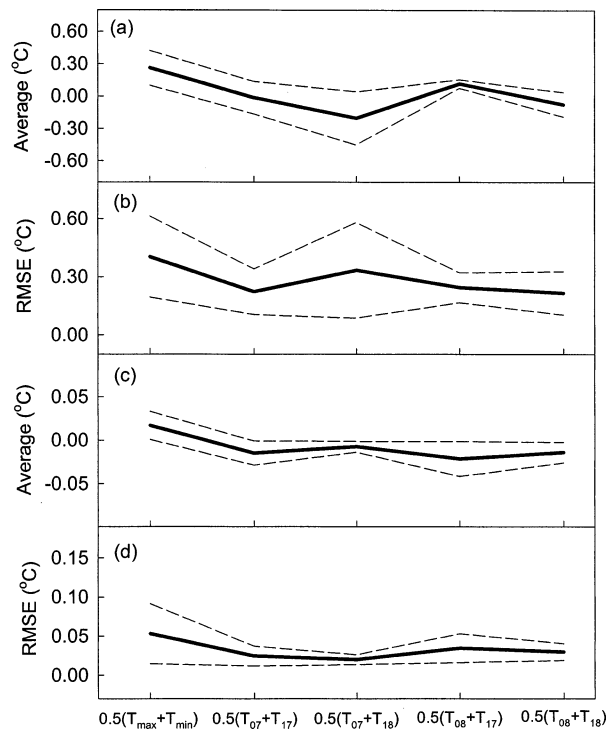 (a)
Average (°C)
0.60
0.30
0.00
-0.30
-0.60
(b)
RMSE (°C)
0.60
0.30
0.00
(c)
Average (°C)
0.05
0.00
-0.05
(d)
RMSE (°C)
0.15
0.10
0.05
0.00
0.5(Tmax+Tmin) 0.5(T07+T17) 0.5(T07+T18) 0.5(T08+T17) 0.5(T08+T18)